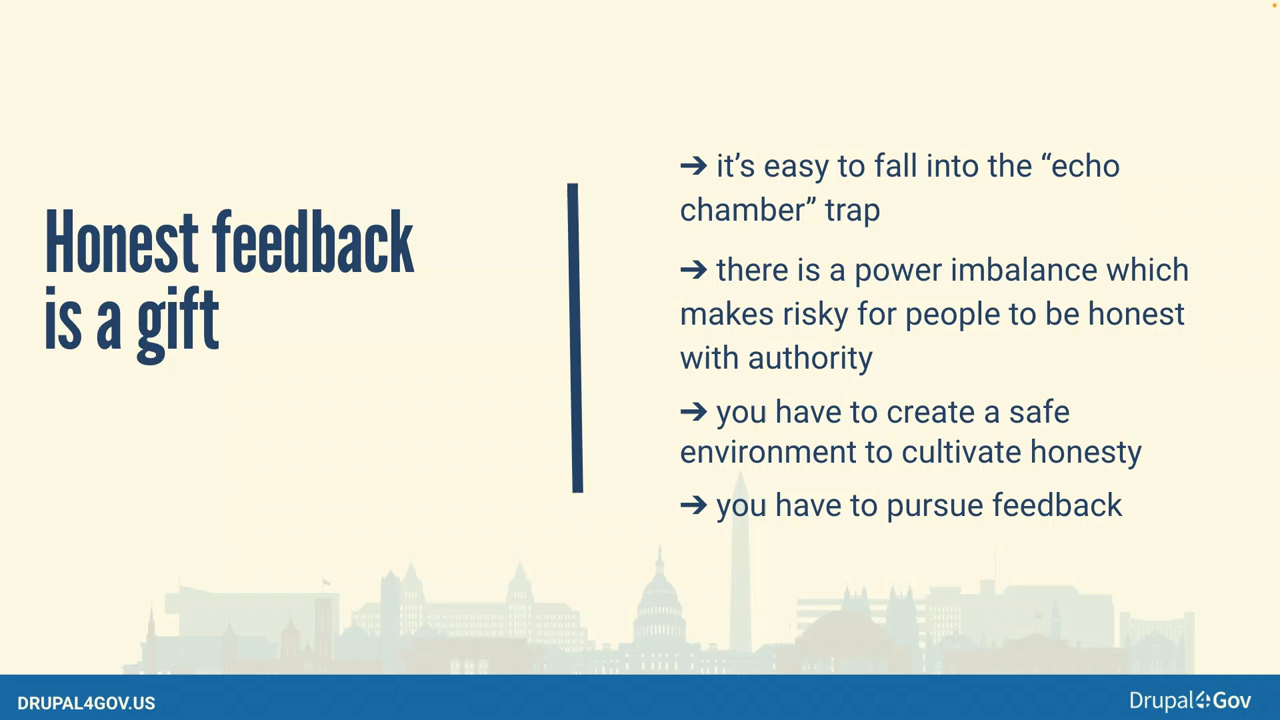 Honest feedback
is a gift
➔ it’s easy to fall into the “echo
chamber” trap
➔ there is a power imbalance which
makes risky for people to be honest
with authority
➔ you have to create a safe
environment to cultivate honesty
➔ you have to pursue feedback
DRUPAL4GOV.US
Drupal4Gov